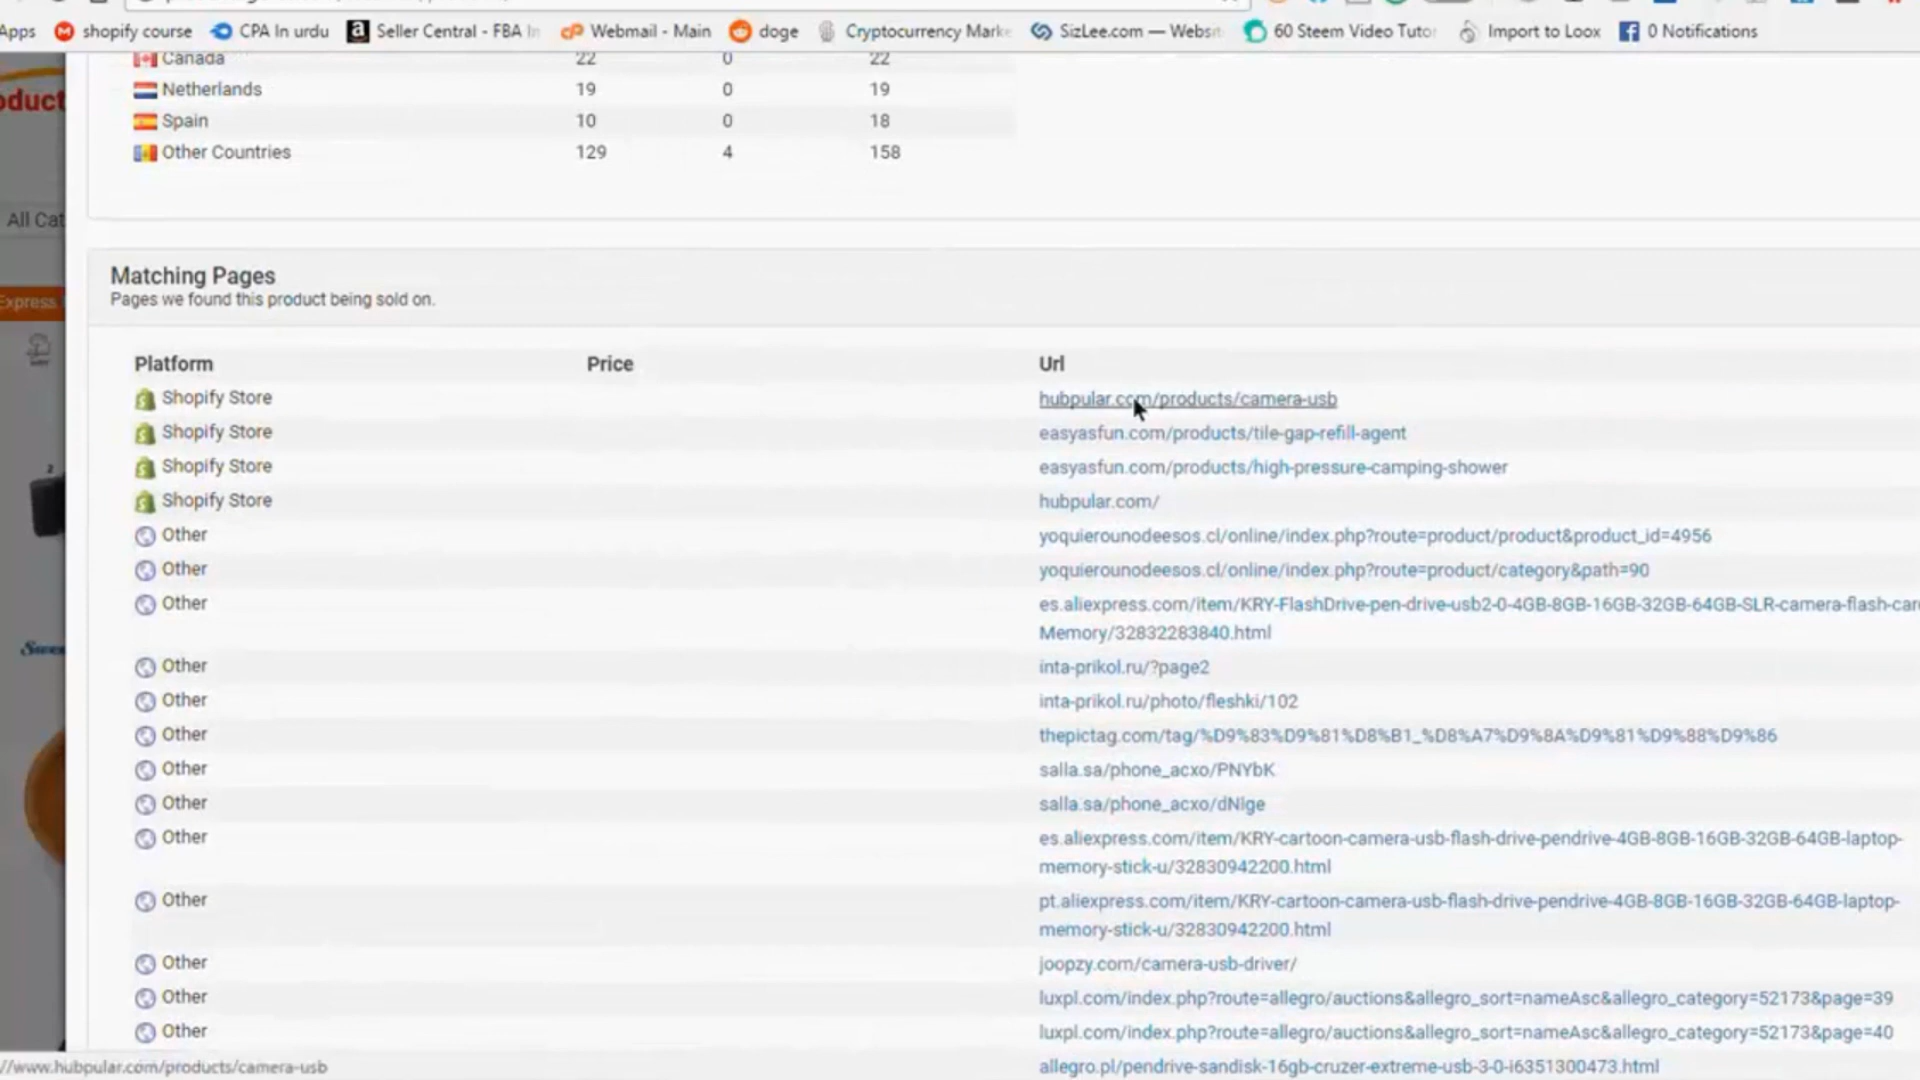 Apps shopify course CPA In urdu Seller Central - FBA In Webmail - Main doge Cryptocurrency Marke SizLee.com — Websit 60 Steem Video Tutor Import to Loox 0 Notifications
Canada 22 0 22
oduct
Netherlands 19 0 19
Spain 10 0 18
Other Countries 129 4 158
All Cat
Matching Pages
Pages we found this product being sold on.
Express
Platform Price Url
Shopify Store hubpular.com/products/camera-usb
Shopify Store easyasfun.com/products/tile-gap-refill-agent
Shopify Store easyasfun.com/products/high-pressure-camping-shower
2
Shopify Store hubpular.com/
Other yoquierounodeesos.cl/online/index.php?route=product/product&product_id=4956
Other yoquierounodeesos.cl/online/index.php?route=product/category&path=90
Other es.aliexpress.com/item/KRY-FlashDrive-pen-drive-usb2-0-4GB-8GB-16GB-32GB-64GB-SLR-camera-flash-car
Memory/32832283840.html
Other inta-prikol.ru/?page2
Other inta-prikol.ru/photo/fleshki/102
Other thepictag.com/tag/%D9%83%D9%81%D8%B1_%D8%A7%D9%8A%D9%81%D9%88%D9%86
Other salla.sa/phone_acxo/PNYbK
Other salla.sa/phone_acxo/dNlge
Other es.aliexpress.com/item/KRY-cartoon-camera-usb-flash-drive-pendrive-4GB-8GB-16GB-32GB-64GB-laptop-
memory-stick-u/32830942200.html
Other pt.aliexpress.com/item/KRY-cartoon-camera-usb-flash-drive-pendrive-4GB-8GB-16GB-32GB-64GB-laptop-
memory-stick-u/32830942200.html
Other joopzy.com/camera-usb-driver/
Other luxpl.com/index.php?route=allegro/auctions&allegro_sort=nameAsc&allegro_category=52173&page=39
Other luxpl.com/index.php?route=allegro/auctions&allegro_sort=nameAsc&allegro_category=52173&page=40
allegro.pl/pendrive-sandisk-16gb-cruzer-extreme-usb-3-0-i6351300473.html
//www.hubpular.com/products/camera-usb